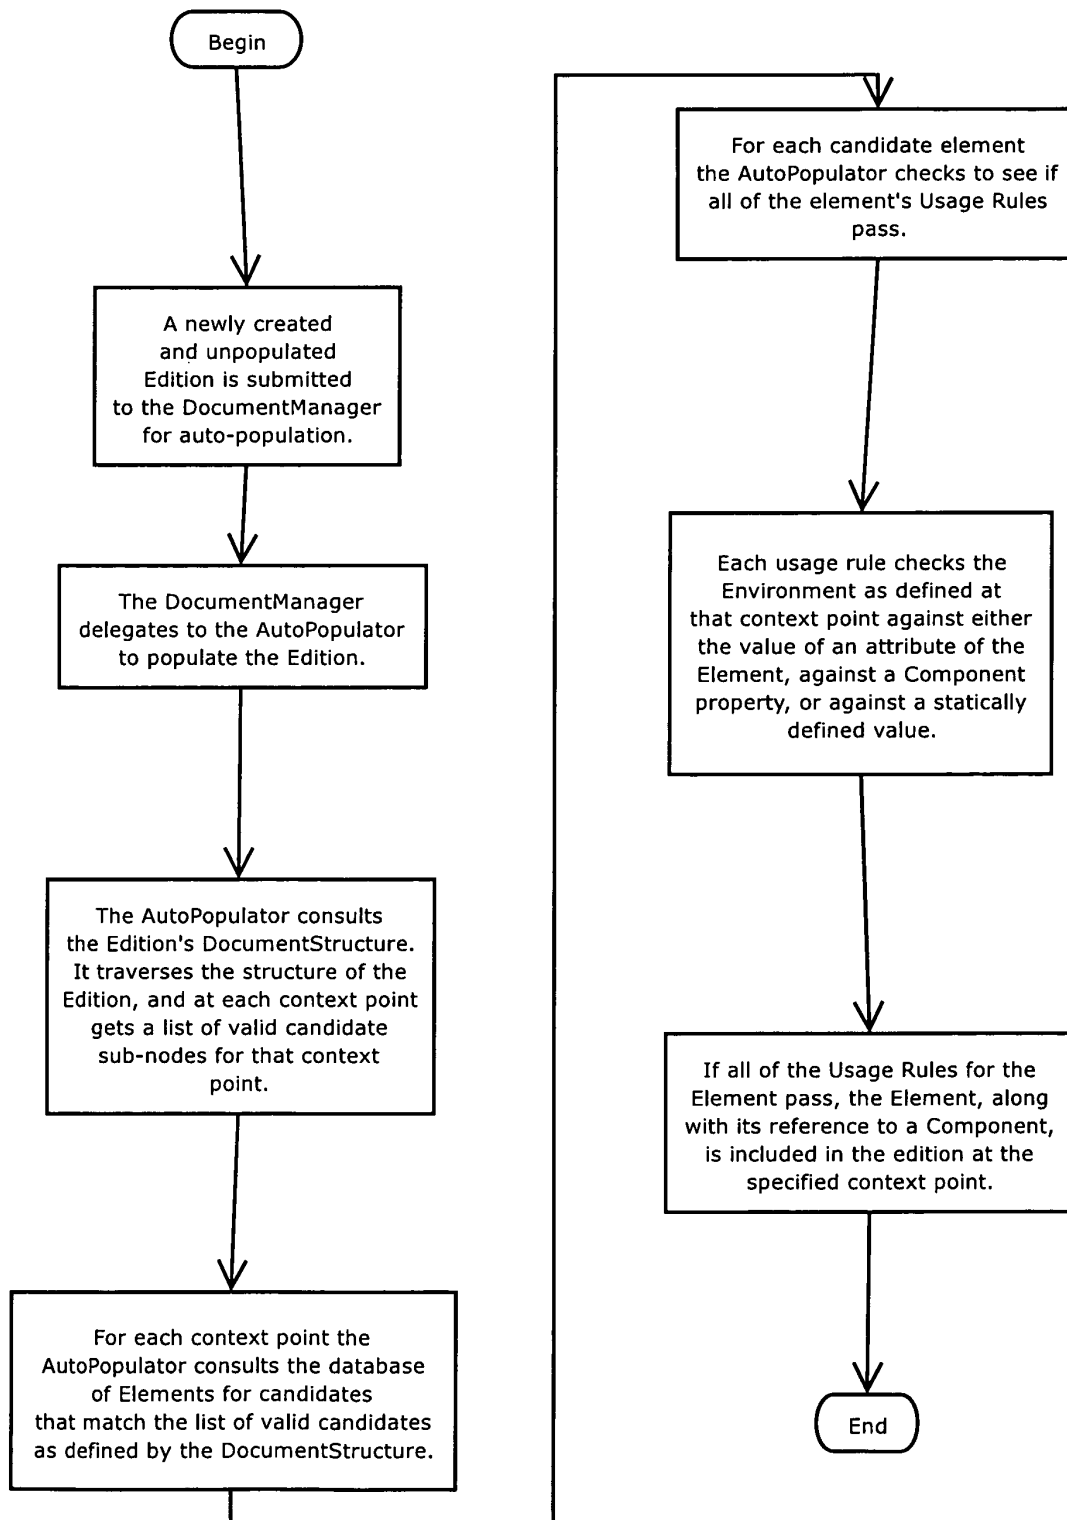 Begin
A newly created
and unpopulated
Edition is submitted
to the DocumentManager
for auto-population.
The DocumentManager
delegates to the AutoPopulator
to populate the Edition.
The AutoPopulator consults
the Edition's DocumentStructure.
It traverses the structure of the
Edition, and at each context point
gets a list of valid candidate
sub-nodes for that context
point.
For each context point the
AutoPopulator consults the database
of Elements for candidates
that match the list of valid candidates
as defined by the DocumentStructure.
For each candidate element
the AutoPopulator checks to see if
all of the element's Usage Rules
pass.
Each usage rule checks the
Environment as defined at
that context point against either
the value of an attribute of the
Element, against a Component
property, or against a statically
defined value.
If all of the Usage Rules for the
Element pass, the Element, along
with its reference to a Component,
is included in the edition at the
specified context point.
End